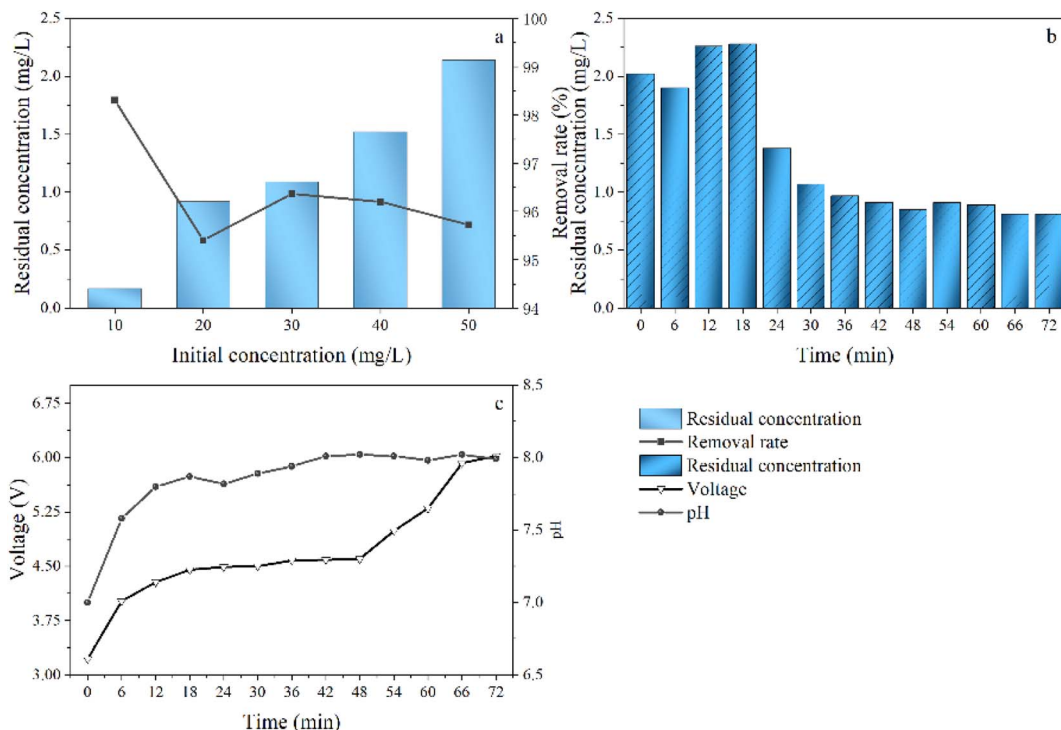 a
Residual concentration (mg/L)
2.5
2.0
1.5
1.0
0.5
0.0
100
99
98
97
96
95
94
Removal rate (%)
10 20 30 40 50
Initial concentration (mg/L)
b
Residual concentration (mg/L)
2.5
2.0
1.5
1.0
0.5
0.0
0 6 12 18 24 30 36 42 48 54 60 66 72
Time (min)
c
Voltage (V)
6.75
6.00
5.25
4.50
3.75
3.00
8.5
8.0
7.5
7.0
6.5
pH
0 6 12 18 24 30 36 42 48 54 60 66 72
Time (min)
Residual concentration
Removal rate
Residual concentration
Voltage
pH